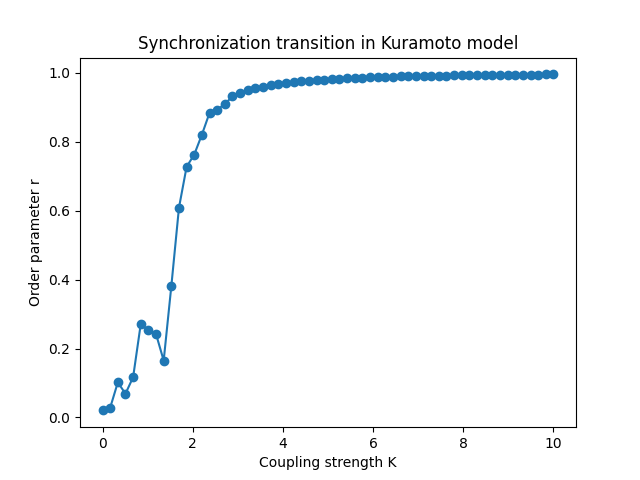 Synchronization transition in Kuramoto model
1.0
0.8
0.6
0.4
0.2
0.0
Order parameter r
0 2 4 6 8 10
Coupling strength K